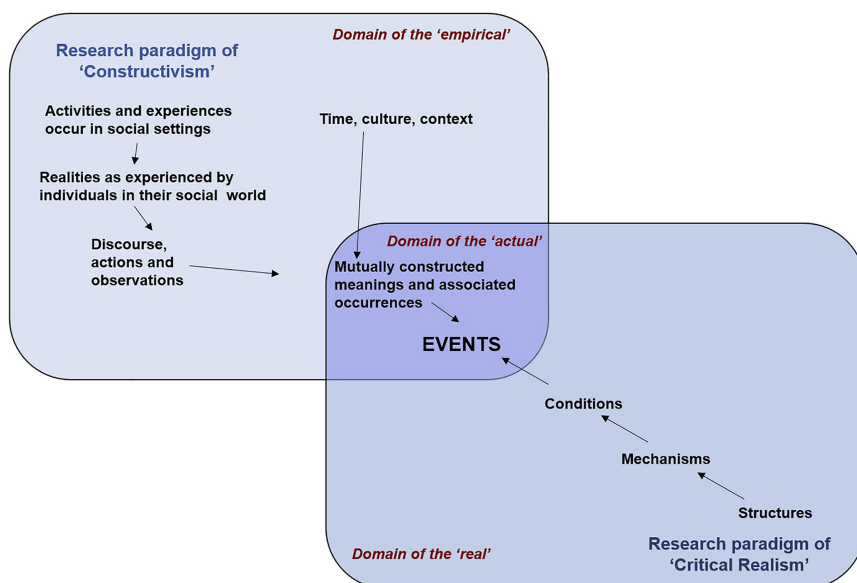 Domain of the ‘empirical’
Research paradigm of
‘Constructivism’
Activities and experiences
occur in social settings
Time, culture, context
Realities as experienced by
individuals in their social world
Discourse,
actions and
observations
Domain of the ‘actual’
Mutually constructed
meanings and associated
occurrences
EVENTS
Conditions
Mechanisms
Structures
Domain of the ‘real’
Research paradigm of
‘Critical Realism’